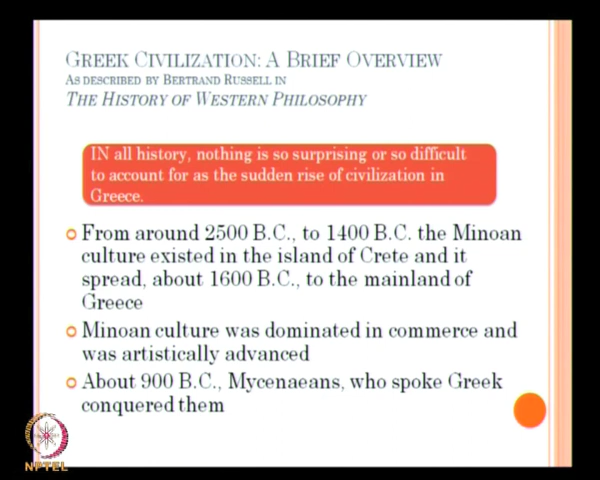 GREEK CIVILIZATION: A BRIEF OVERVIEW
AS DESCRIBED BY BERTRAND RUSSELL IN
THE HISTORY OF WESTERN PHILOSOPHY
IN all history, nothing is so surprising or so difficult
to account for as the sudden rise of civilization in
Greece.
From around 2500 B.C., to 1400 B.C. the Minoan
culture existed in the island of Crete and it
spread, about 1600 B.C., to the mainland of
Greece
Minoan culture was dominated in commerce and
was artistically advanced
About 900 B.C., Mycenaeans, who spoke Greek
conquered them
NPTEL